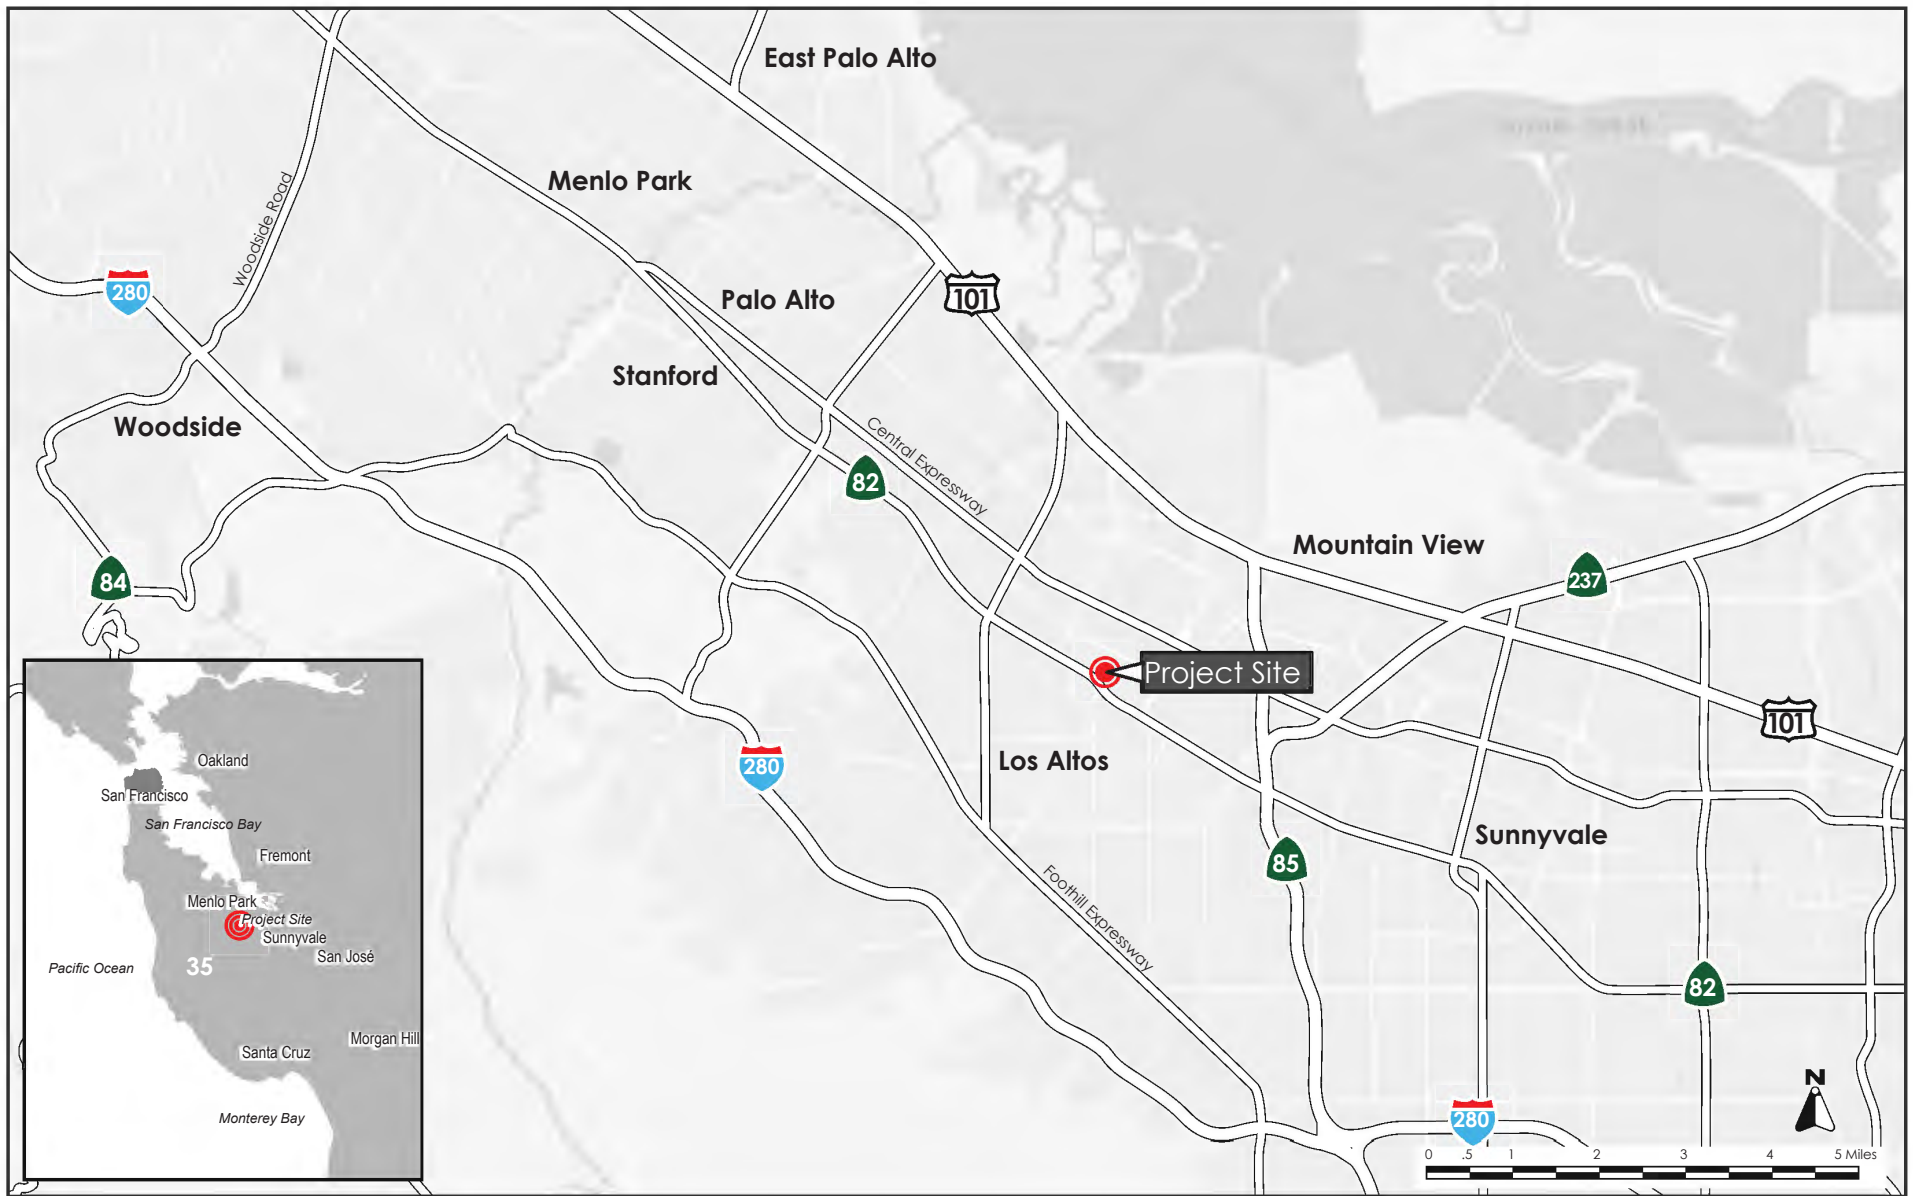 East Palo Alto
Menlo Park
Woodside Road
280
101
Palo Alto
Stanford
Woodside
Central Expressway
82
Mountain View
237
84
Project Site
101
280
Los Altos
Sunnyvale
85
Foothill Expressway
82
280
N
0 .5 1 2 3 4 5 Miles
Oakland
San Francisco
San Francisco Bay
Fremont
Menlo Park
Project Site
Sunnyvale
San José
35
Pacific Ocean
Morgan Hill
Santa Cruz
Monterey Bay